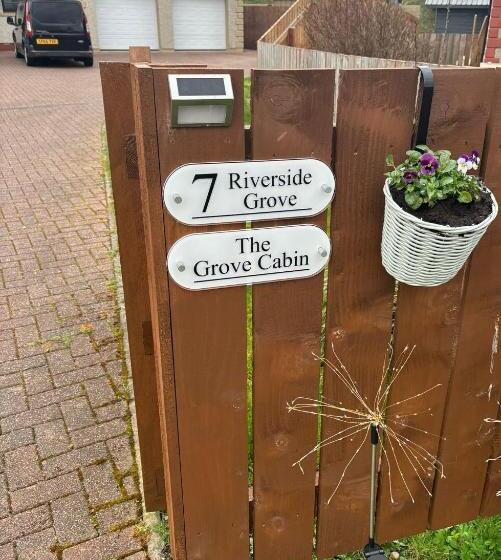 7 Riverside
Grove
The
Grove Cabin